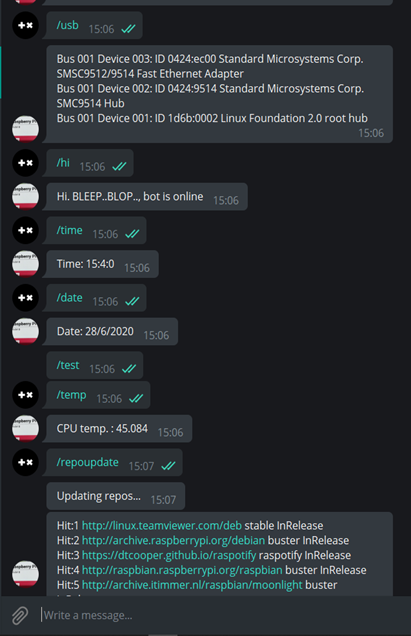 /usb 15:06
Bus 001 Device 003: ID 0424:ec00 Standard Microsystems Corp.
SMSC9512/9514 Fast Ethernet Adapter
Bus 001 Device 002: ID 0424:9514 Standard Microsystems Corp.
SMC9514 Hub
Bus 001 Device 001: ID 1d6b:0002 Linux Foundation 2.0 root hub
15:06
/hi 15:06
Hi. BLEEP..BLOP.., bot is online 15:06
/time 15:06
Time: 15:4:0 15:06
/date 15:06
Date: 28/6/2020 15:06
/test 15:06
/temp 15:06
CPU temp. : 45.084 15:06
/repoupdate 15:07
Updating repos... 15:07
Hit:1 http://linux.teamviewer.com/deb stable InRelease
Hit:2 http://archive.raspberrypi.org/debian buster InRelease
Hit:3 https://dtcooper.github.io/raspotify raspotify InRelease
Hit:4 http://raspbian.raspberrypi.org/raspbian buster InRelease
Hit:5 http://archive.itimmer.nl/raspbian/moonlight buster
Write a message...